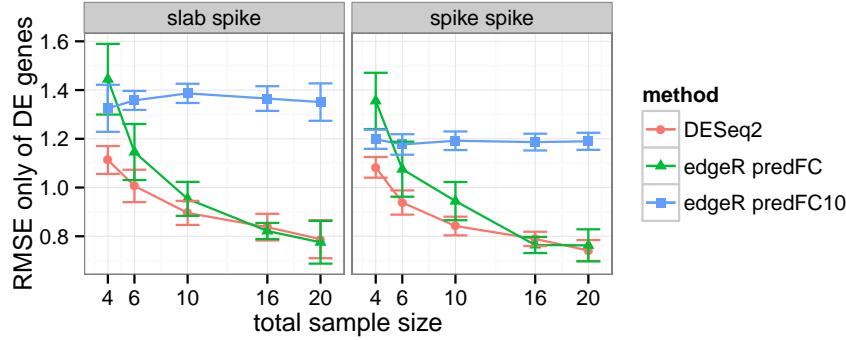 slab spike
spike spike
RMSE only of DE genes
1.6
1.4
1.2
1.0
0.8
4 6 10 16 20
4 6 10 16 20
total sample size
method
DESeq2
edgeR predFC
edgeR predFC10